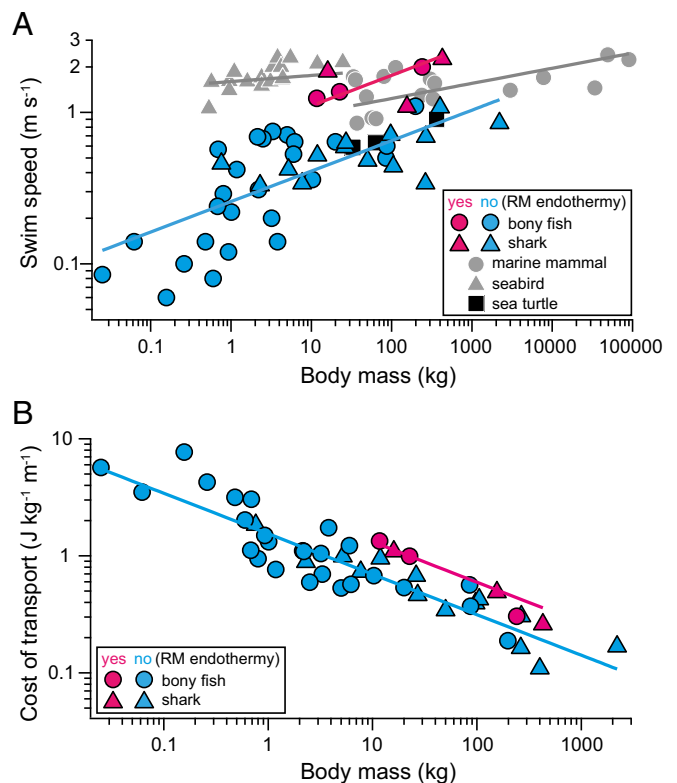 A
3
2
1
0.1
Swim speed (m s⁻¹)
yes no (RM endothermy)
bony fish
shark
marine mammal
seabird
sea turtle
0.1 1 10 100 1000 10000 100000
Body mass (kg)
B
10
1
0.1
Cost of transport (J kg⁻¹ m⁻¹)
yes no (RM endothermy)
bony fish
shark
0.1 1 10 100 1000
Body mass (kg)